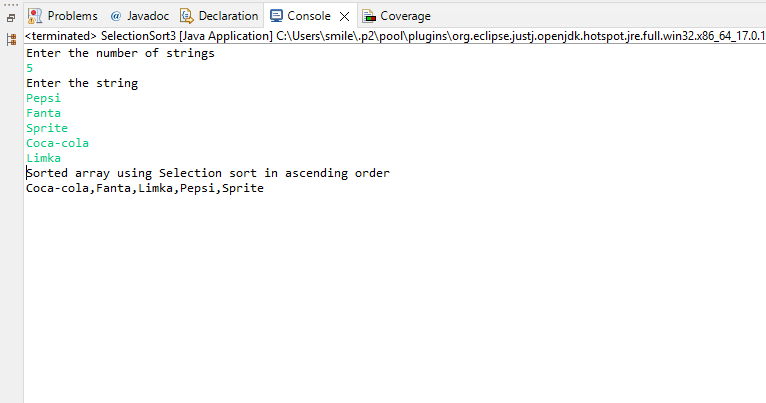 Problems @ Javadoc Declaration Console Coverage
<terminated> SelectionSort3 [Java Application] C:\Users\smile\.p2\pool\plugins\org.eclipse.justj.openjdk.hotspot.jre.full.win32.x86_64_17.0.1
Enter the number of strings
5
Enter the string
Pepsi
Fanta
Sprite
Coca-cola
Limka
Sorted array using Selection sort in ascending order
Coca-cola,Fanta,Limka,Pepsi,Sprite